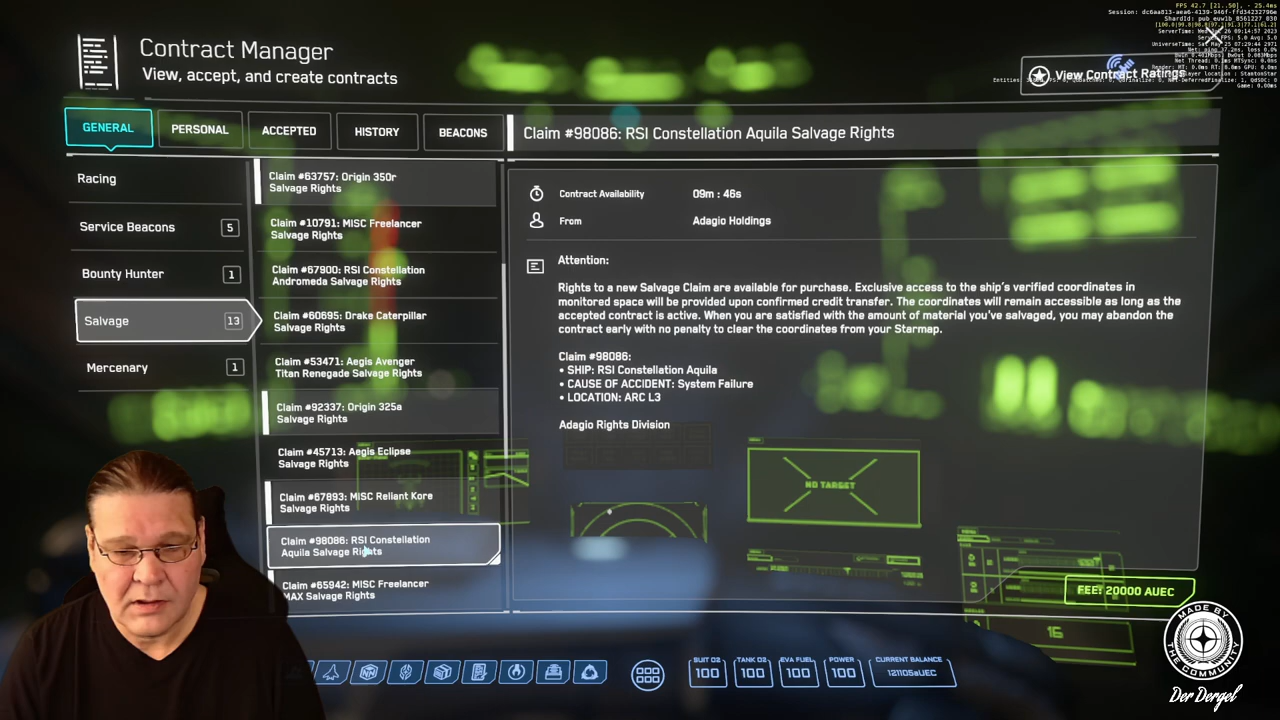 FPS 42.7 [21..50], - 25.4ms
Contract Manager
View, accept, and create contracts
View Contract Ratings
GENERAL
PERSONAL
ACCEPTED
HISTORY
BEACONS
Racing
Service Beacons
5
Bounty Hunter
1
Salvage
13
Mercenary
1
Claim #63757: Origin 350r
Salvage Rights
Claim #10791: MISC Freelancer
Salvage Rights
Claim #67900: RSI Constellation
Andromeda Salvage Rights
Claim #60695: Drake Caterpillar
Salvage Rights
Claim #53471: Aegis Avenger
Titan Renegade Salvage Rights
Claim #92337: Origin 325a
Salvage Rights
Claim #45713: Aegis Eclipse
Salvage Rights
Claim #67893: MISC Reliant Kore
Salvage Rights
Claim #98086: RSI Constellation
Aquila Salvage Rights
Claim #65942: MISC Freelancer
MAX Salvage Rights
Claim #98086: RSI Constellation Aquila Salvage Rights
Contract Availability
09m : 46s
From
Adagio Holdings
Attention:
Rights to a new Salvage Claim are available for purchase. Exclusive access to the ship's verified coordinates in
monitored space will be provided upon confirmed credit transfer. The coordinates will remain accessible as long as the
accepted contract is active. When you are satisfied with the amount of material you've salvaged, you may abandon the
contract early with no penalty to clear the coordinates from your Starmap.
Claim #98086:
• SHIP: RSI Constellation Aquila
• CAUSE OF ACCIDENT: System Failure
• LOCATION: ARC L3
Adagio Rights Division
NO TARGET
FEE: 20000 AUEC
16
SUIT O2
100
TANK O2
100
EVA FUEL
100
POWER
100
CURRENT BALANCE
121105aUEC
MADE BY
THE COMMUNITY
Der Dergel